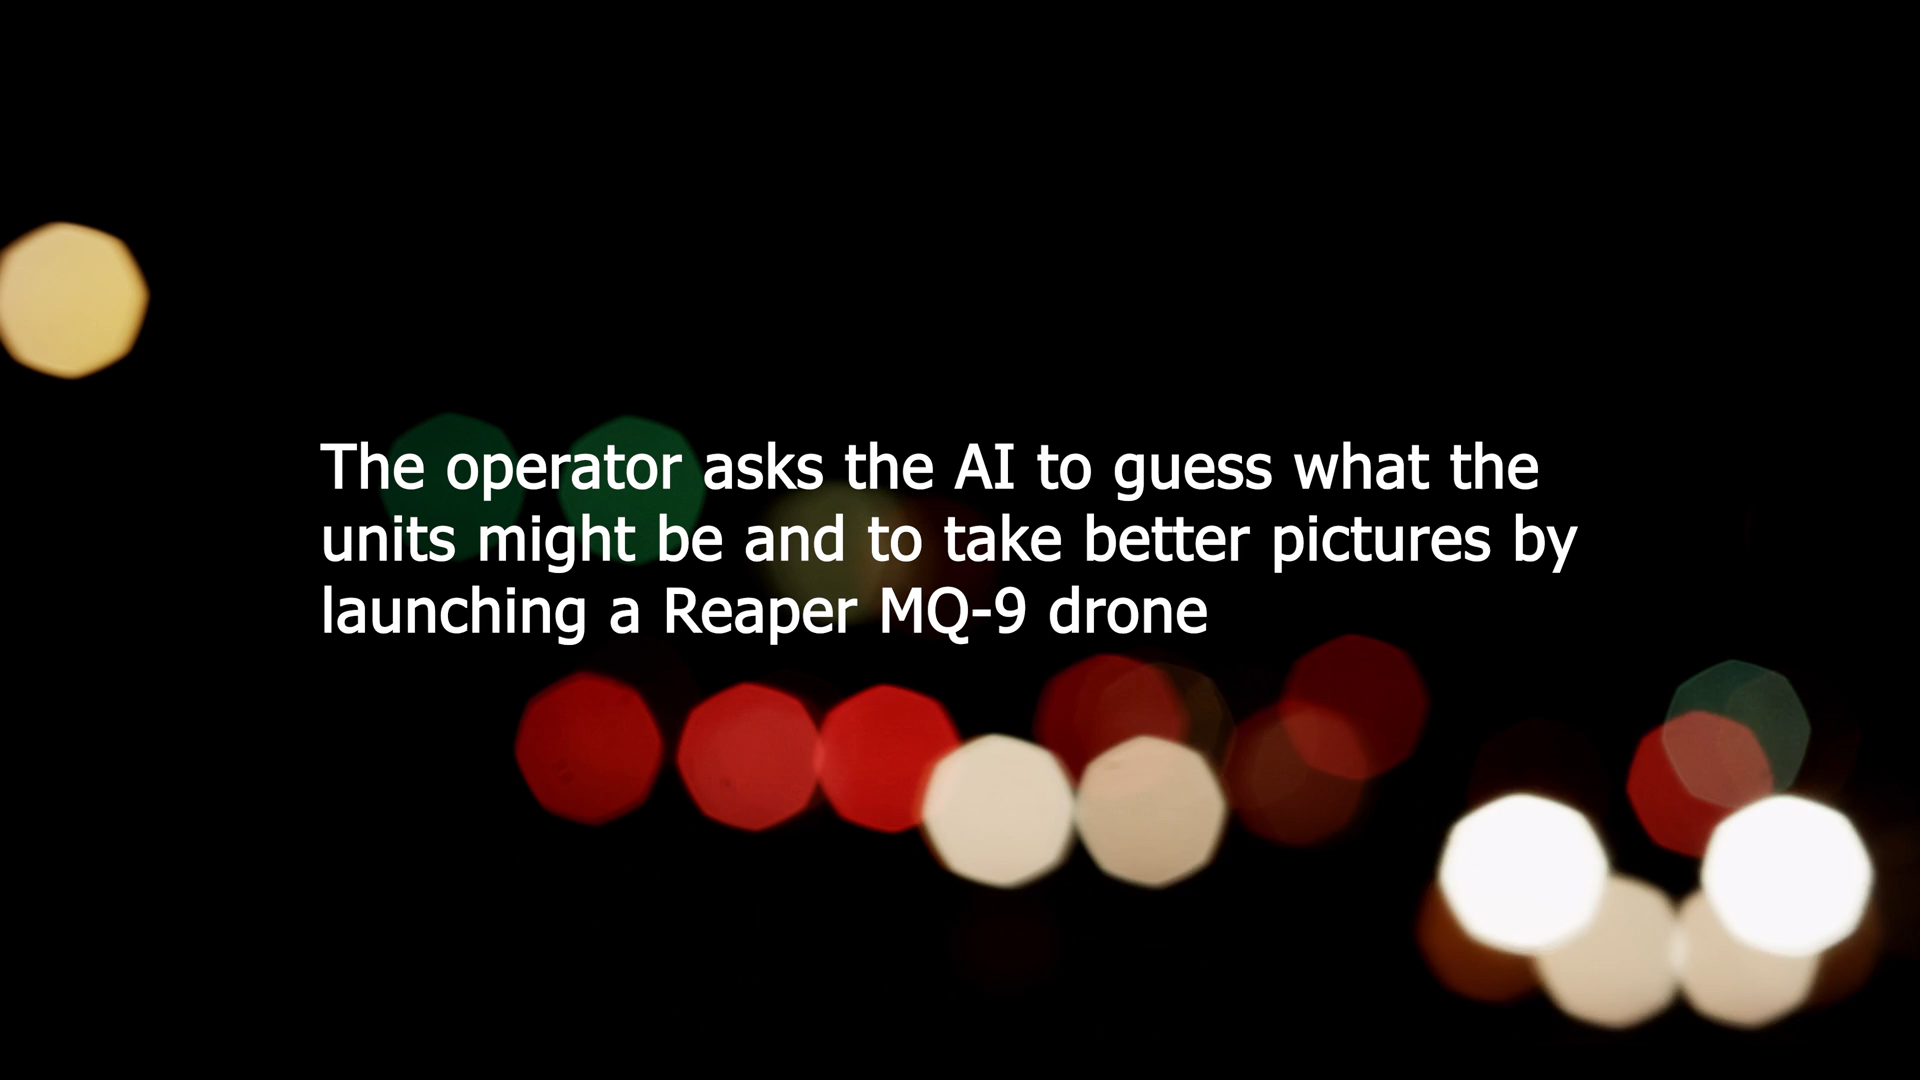 The operator asks the AI to guess what the
units might be and to take better pictures by
launching a Reaper MQ-9 drone